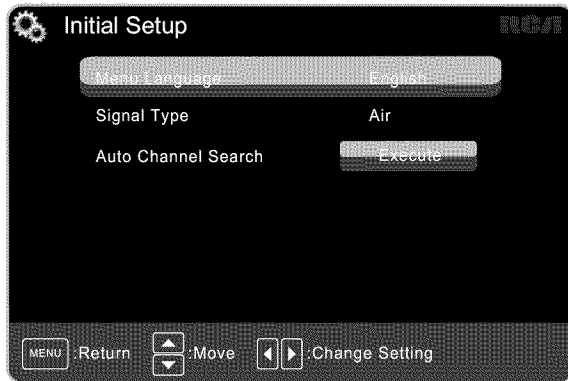 Initial Setup RCA
Menu Language English
Signal Type Air
Auto Channel Search Execute
MENU :Return :Move :Change Setting